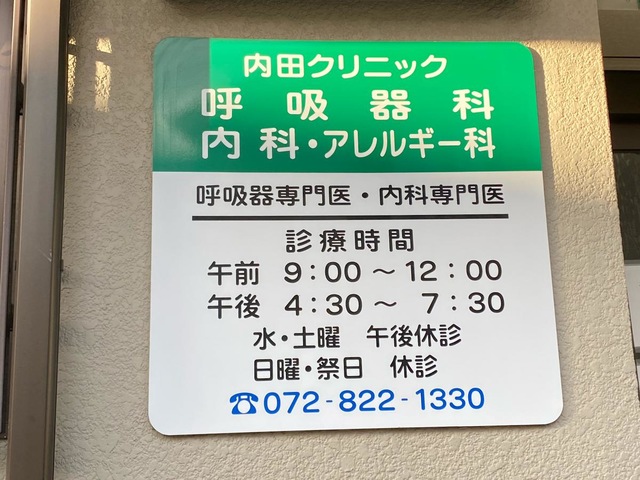 内田クリニック
呼吸器科
内科・アレルギー科
呼吸器専門医・内科専門医
診療時間
午前 9：00 ～ 12：00
午後 4：30 ～ 7：30
水・土曜 午後休診
日曜・祭日 休診
☎072-822-1330